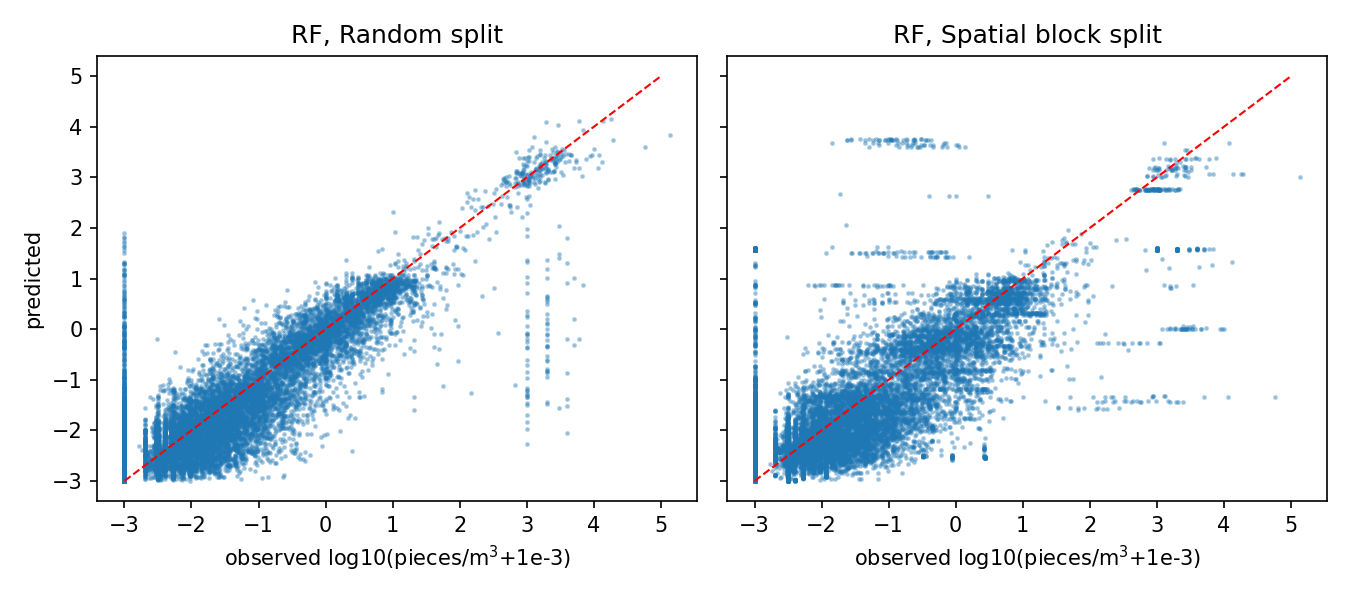 RF, Random split
RF, Spatial block split
5
4
3
2
1
0
−1
−2
−3
predicted
−3 −2 −1 0 1 2 3 4 5
−3 −2 −1 0 1 2 3 4 5
observed log10(pieces/m³+1e-3)
observed log10(pieces/m³+1e-3)